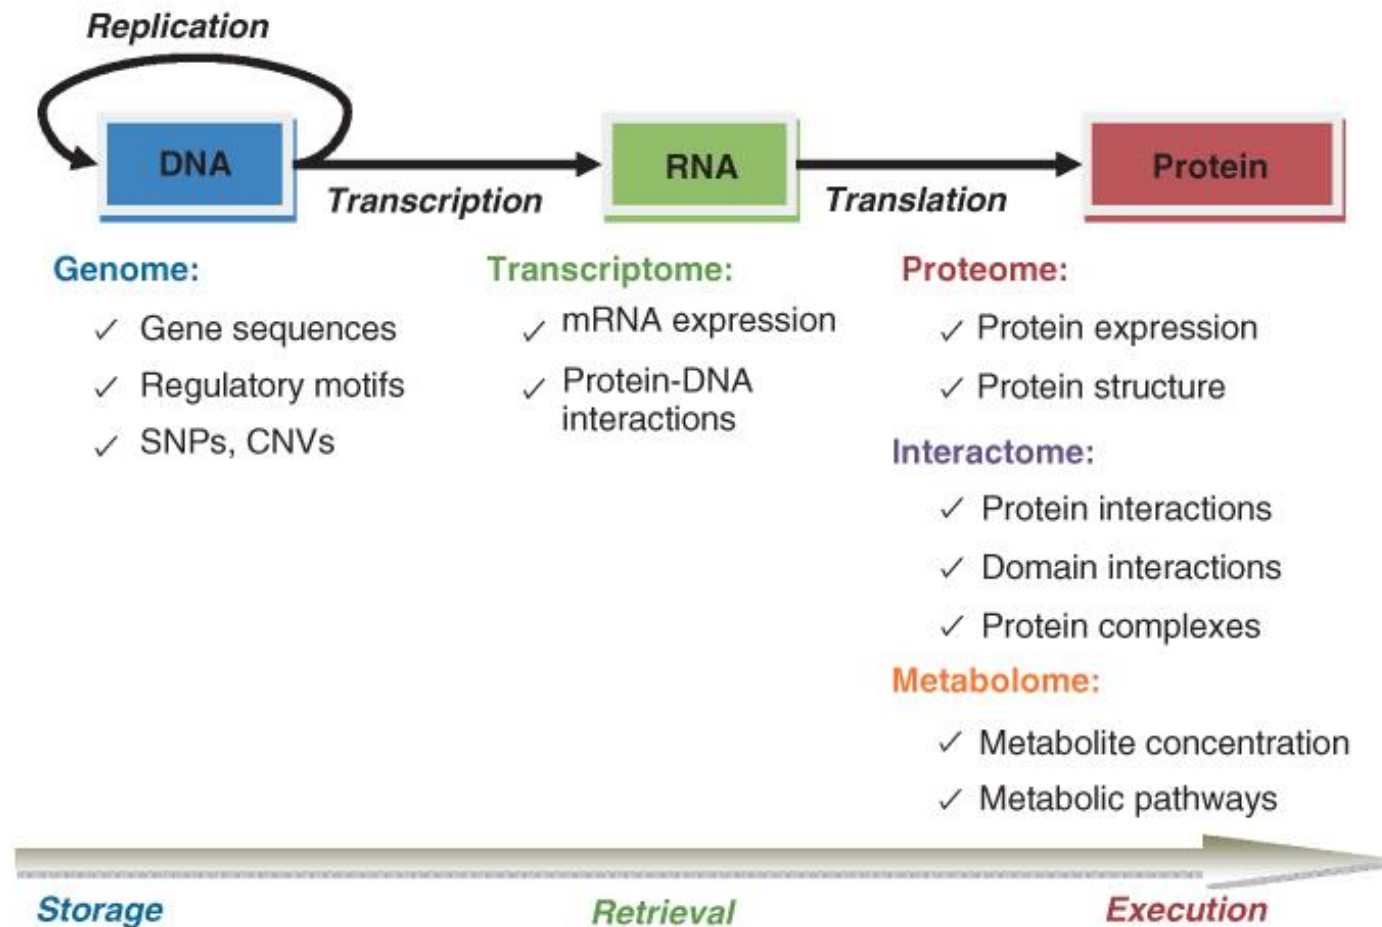 Replication
DNA
RNA
Protein
Transcription
Translation
Genome:
✓ Gene sequences
✓ Regulatory motifs
✓ SNPs, CNVs
Transcriptome:
✓ mRNA expression
✓ Protein-DNA
interactions
Proteome:
✓ Protein expression
✓ Protein structure
Interactome:
✓ Protein interactions
✓ Domain interactions
✓ Protein complexes
Metabolome:
✓ Metabolite concentration
✓ Metabolic pathways
Storage
Retrieval
Execution